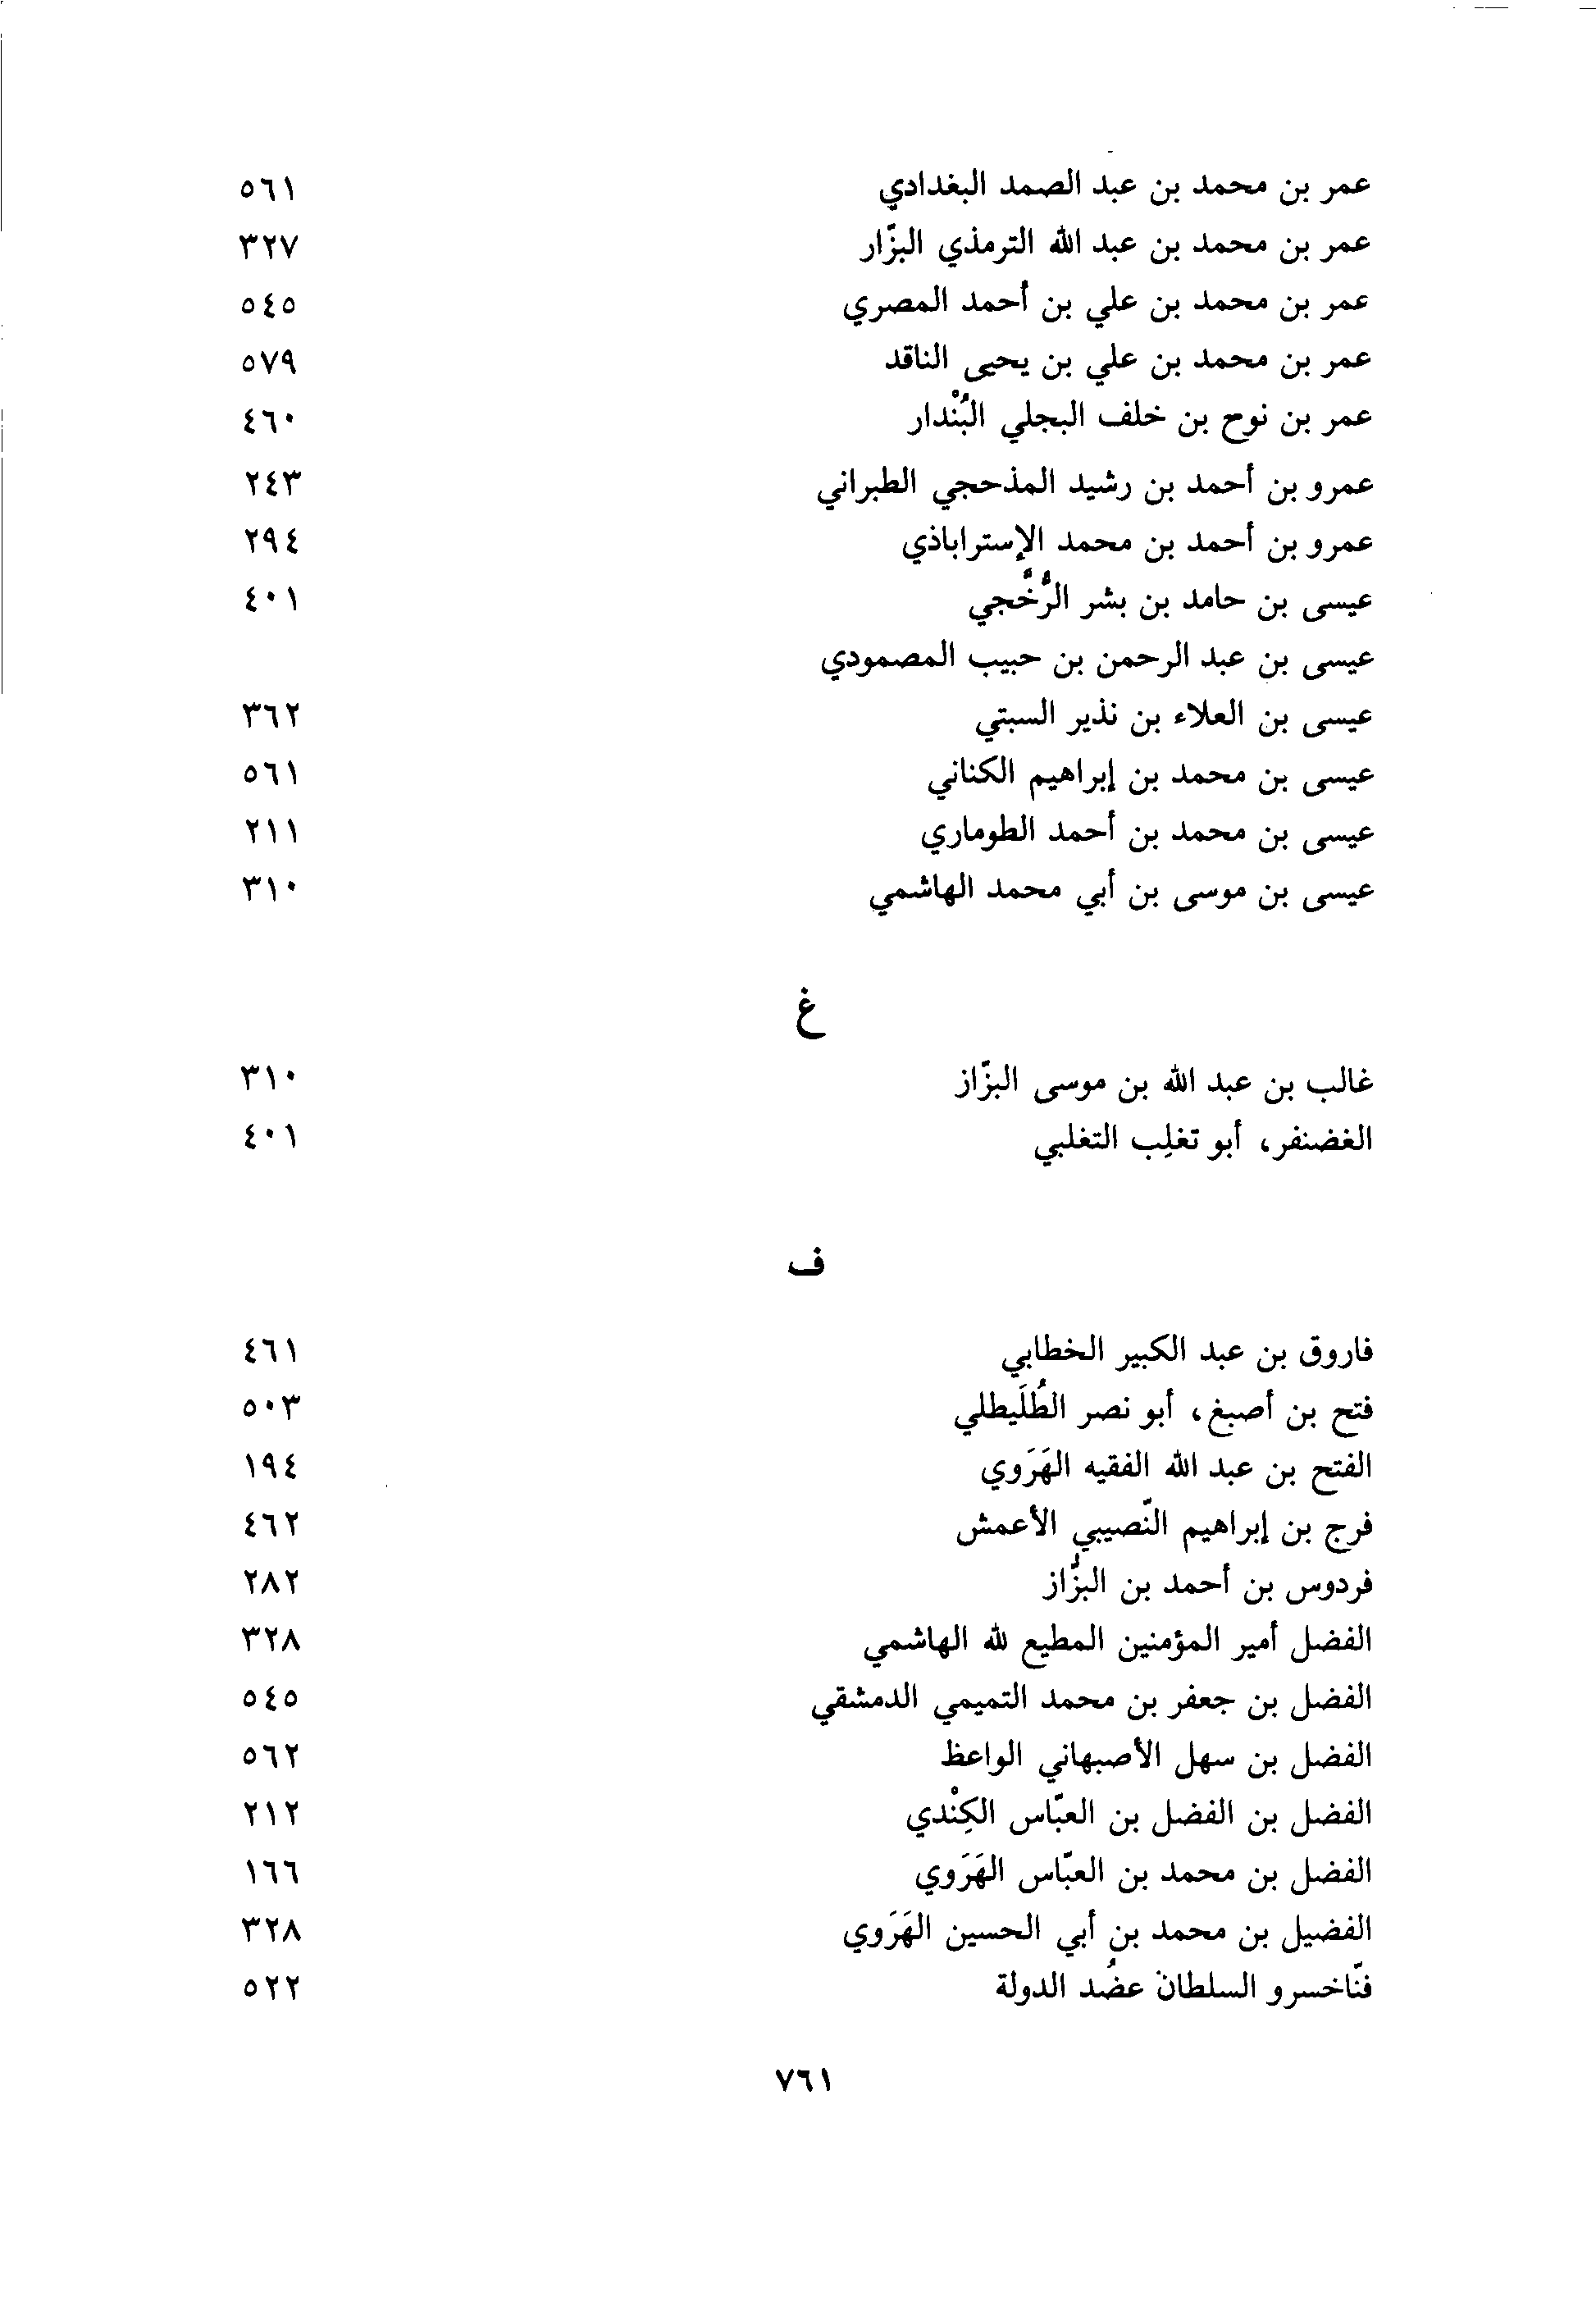 عمر بن محمد بن عبد الصمد البغدادي ٥٦١
عمر بن محمد بن عبد الله الترمذي البزّار ٣٢٧
عمر بن محمد بن علي بن أحمد المصري ٥٤٥
عمر بن محمد بن علي بن يحيى الناقد ٥٧٩
عمر بن نوح بن خلف البجلي البُنْدار ٤٦٠
عمرو بن أحمد بن رشيد المذحجي الطبراني ٢٤٣
عمرو بن أحمد بن محمد الإستراباذي ٢٩٤
عيسى بن حامد بن بشر الرُّخَّجي ٤٠١
عيسى بن عبد الرحمن بن حبيب المصمودي
عيسى بن العلاء بن نذير السبتي ٣٦٢
عيسى بن محمد بن إبراهيم الكناني ٥٦١
عيسى بن محمد بن أحمد الطوماري ٢١١
عيسى بن موسى بن أبي محمد الهاشمي ٣١٠
غ
غالب بن عبد الله بن موسى البزّاز ٣١٠
الغضنفر، أبو تغلِب التغلبي ٤٠١
ف
فاروق بن عبد الكبير الخطابي ٤٦١
فتح بن أصبغ، أبو نصر الطُلَيطلي ٥٠٣
الفتح بن عبد الله الفقيه الهَرَوي ١٩٤
فرج بن إبراهيم النّصيبي الأعمش ٤٦٢
فردوس بن أحمد بن البزُّاز ٢٨٢
الفضل أمير المؤمنين المطيع لله الهاشمي ٣٢٨
الفضل بن جعفر بن محمد التميمي الدمشقي ٥٤٥
الفضل بن سهل الأصبهاني الواعظ ٥٦٢
الفضل بن الفضل بن العبّاس الكِنْدي ٢١٢
الفضل بن محمد بن العبّاس الهَرَوي ١٦٦
الفضيل بن محمد بن أبي الحسين الهَرَوي ٣٢٨
فنّاخسرو السلطان عضُد الدولة ٥٢٢
٧٦١